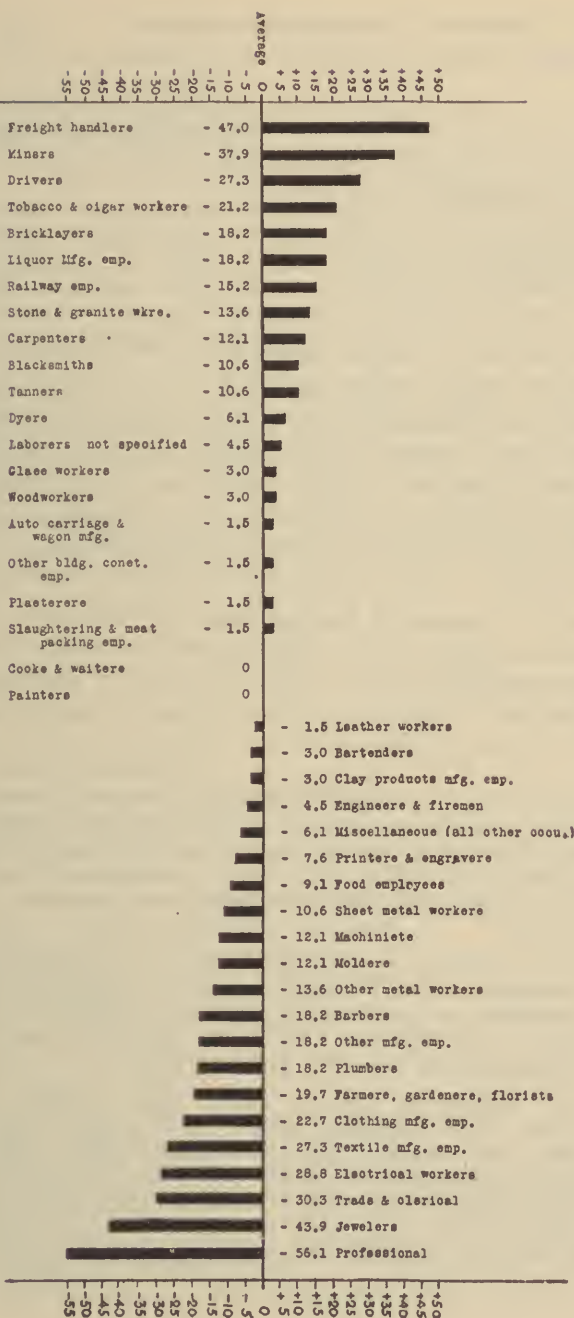 Average
-55 -50 -45 -40 -35 -30 -25 -20 -15 -10 -5 0 +5 +10 +15 +20 +25 +30 +35 +40 +45 +50
Freight handlers - 47.0
Miners - 37.9
Drivers - 27.3
Tobacco & cigar workers - 21.2
Bricklayers - 18.2
Liquor Mfg. emp. - 18.2
Railway emp. - 15.2
Stone & granite wkrs. - 13.6
Carpenters - 12.1
Blacksmiths - 10.6
Tanners - 10.6
Dyers - 6.1
Laborers not specified - 4.5
Glass workers - 3.0
Woodworkers - 3.0
Auto carriage & - 1.5
wagon mfg.
Other bldg. const. - 1.5
emp.
Plasterers - 1.5
Slaughtering & meat - 1.5
packing emp.
Cooks & waiters 0
Painters 0
- 1.5 Leather workers
- 3.0 Bartenders
- 3.0 Clay products mfg. emp.
- 4.5 Engineers & firemen
- 6.1 Miscellaneous (all other occu.)
- 7.6 Printers & engravers
- 9.1 Food employees
- 10.6 Sheet metal workers
- 12.1 Machinists
- 12.1 Molders
- 13.6 Other metal workers
- 18.2 Barbers
- 18.2 Other mfg. emp.
- 18.2 Plumbers
- 19.7 Farmers, gardeners, florists
- 22.7 Clothing mfg. emp.
- 27.3 Textile mfg. emp.
- 28.8 Electrical workers
- 30.3 Trade & clerical
- 43.9 Jewelers
- 56.1 Professional
-55 -50 -45 -40 -35 -30 -25 -20 -15 -10 -5 0 +5 +10 +15 +20 +25 +30 +35 +40 +45 +50